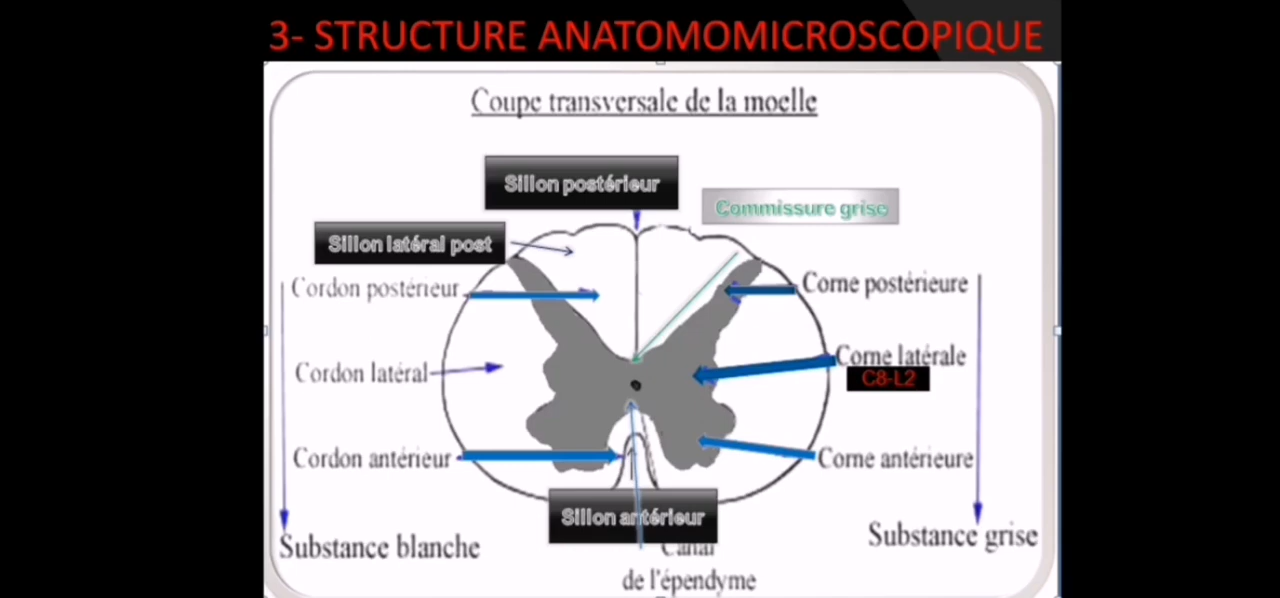 3- STRUCTURE ANATOMOMICROSCOPIQUE
Coupe transversale de la moelle
Sillon postérieur
Commissure grise
Sillon latéral post
Cordon postérieur
Corne postérieure
Cordon latéral
Corne latérale
C8-L2
Cordon antérieur
Corne antérieure
Sillon antérieur
Substance blanche
Substance grise
Canal
de l'épendyme